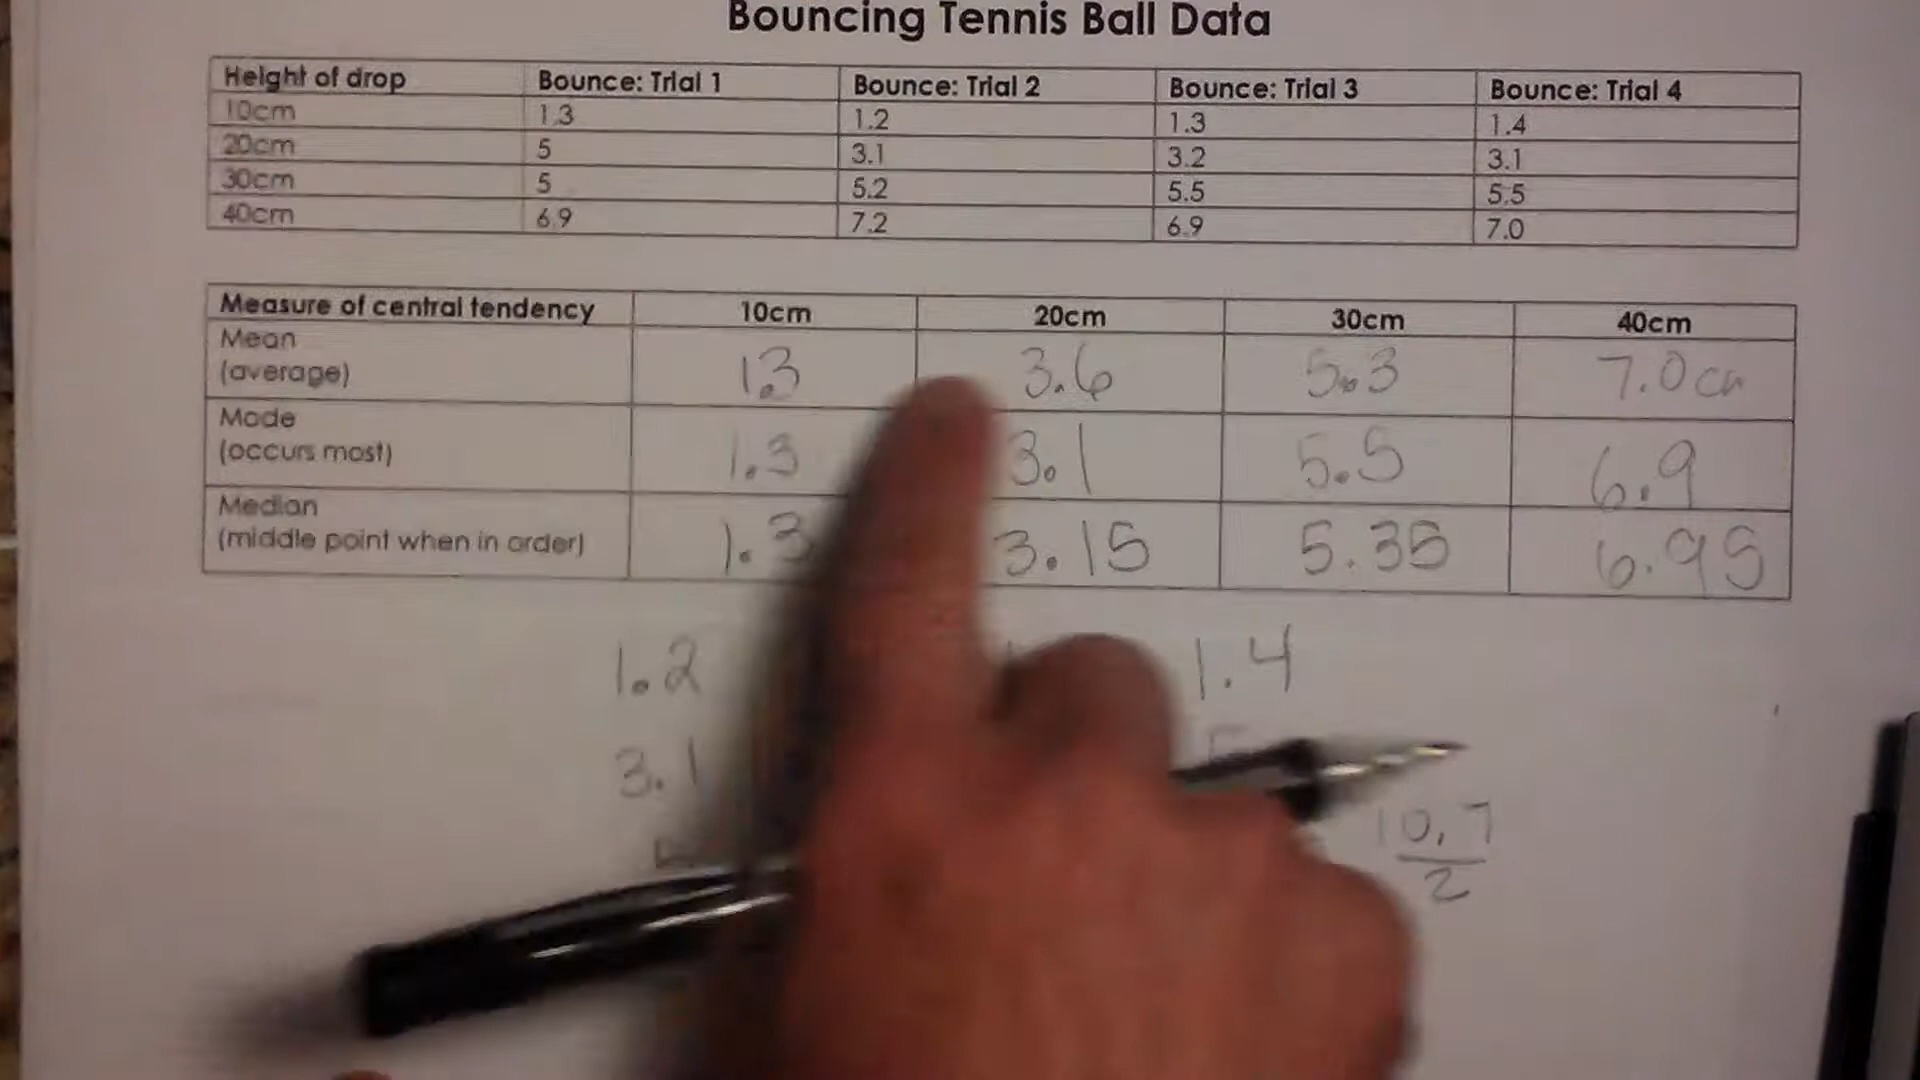 Bouncing Tennis Ball Data
Height of drop Bounce: Trial 1 Bounce: Trial 2 Bounce: Trial 3 Bounce: Trial 4
10cm 1.3 1.2 1.3 1.4
20cm 5 3.1 3.2 3.1
30cm 5 5.2 5.5 5.5
40cm 6.9 7.2 6.9 7.0
Measure of central tendency 10cm 20cm 30cm 40cm
Mean
(average) 1.3 3.6 5.3 7.0 cm
Mode
(occurs most) 1.3 3.1 5.5 6.9
Median
(middle point when in order) 1.3 3.15 5.35 6.95
1.2 1.4
3.1
10.7
2